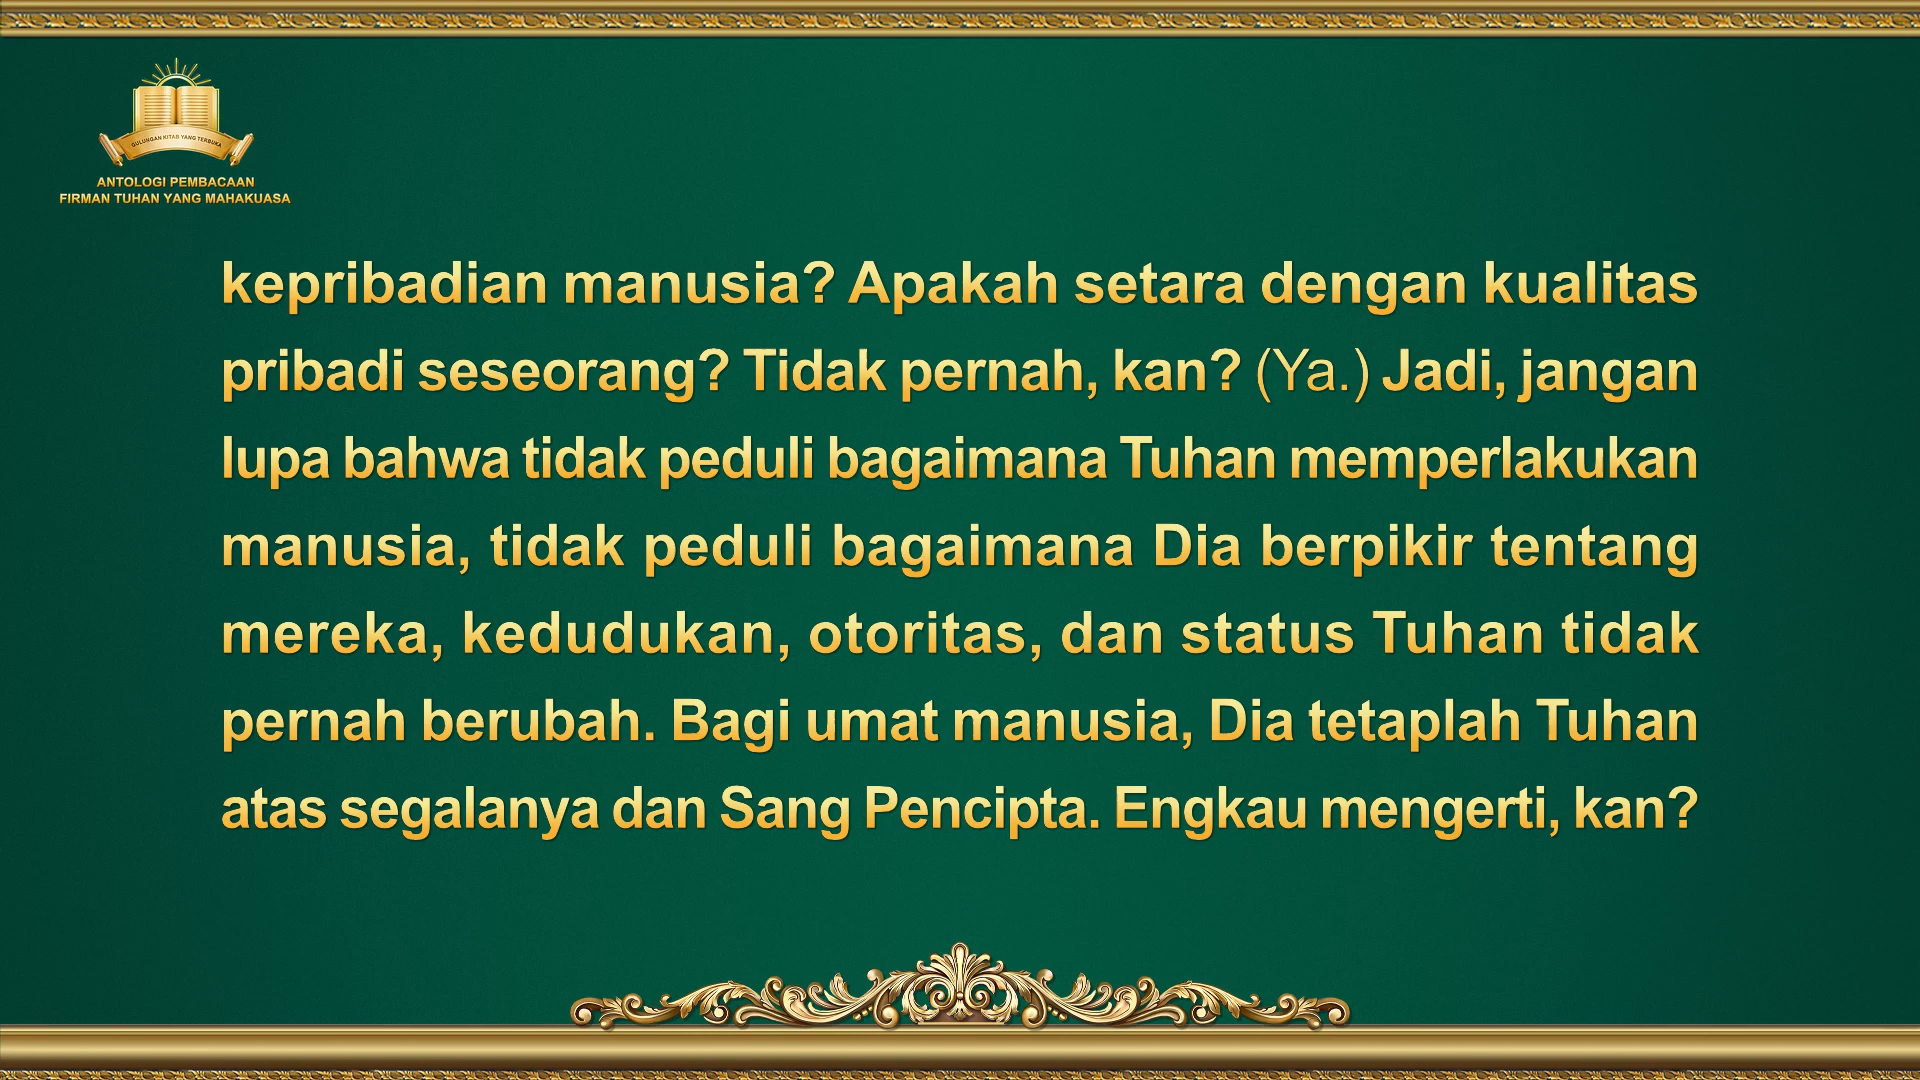 GULUNGAN KITAB YANG TERBUKA
ANTOLOGI PEMBACAAN
FIRMAN TUHAN YANG MAHAKUASA
kepribadian manusia? Apakah setara dengan kualitas
pribadi seseorang? Tidak pernah, kan? (Ya.) Jadi, jangan
lupa bahwa tidak peduli bagaimana Tuhan memperlakukan
manusia, tidak peduli bagaimana Dia berpikir tentang
mereka, kedudukan, otoritas, dan status Tuhan tidak
pernah berubah. Bagi umat manusia, Dia tetaplah Tuhan
atas segalanya dan Sang Pencipta. Engkau mengerti, kan?